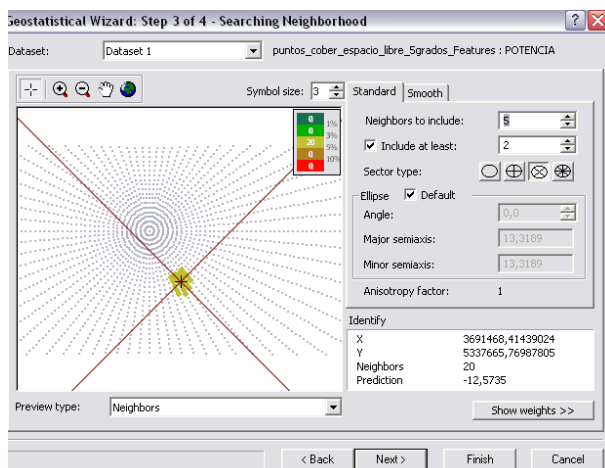 Geostatistical Wizard: Step 3 of 4 - Searching Neighborhood
Dataset: Dataset 1 puntos_cober_espacio_libre_5grados_Features : POTENCIA
Symbol size: 3
Standard Smooth
0 1%
0 3%
20 5%
0 10%
0
Neighbors to include: 5
Include at least: 2
Sector type:
Ellipse Default
Angle: 0,0
Major semiaxis: 13,3189
Minor semiaxis: 13,3189
Anisotropy factor: 1
Identify
X 3691468,41439024
Y 5337665,76987805
Neighbors 20
Prediction -12,5735
Preview type: Neighbors
Show weights >>
< Back Next > Finish Cancel